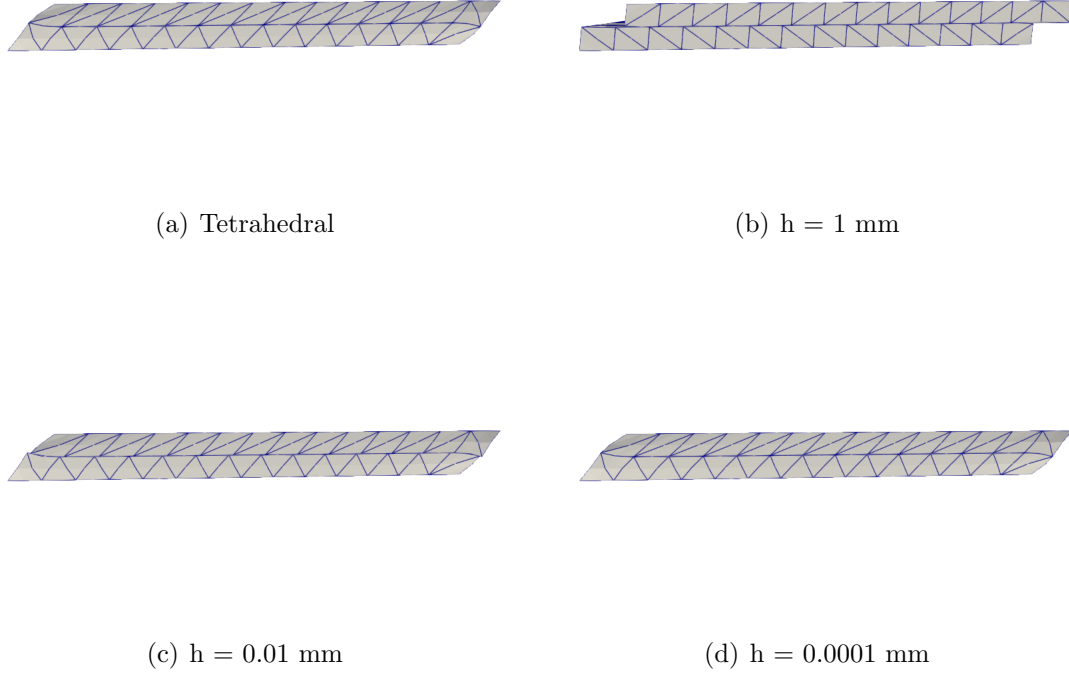 (a) Tetrahedral
(b) h = 1 mm
(c) h = 0.01 mm
(d) h = 0.0001 mm